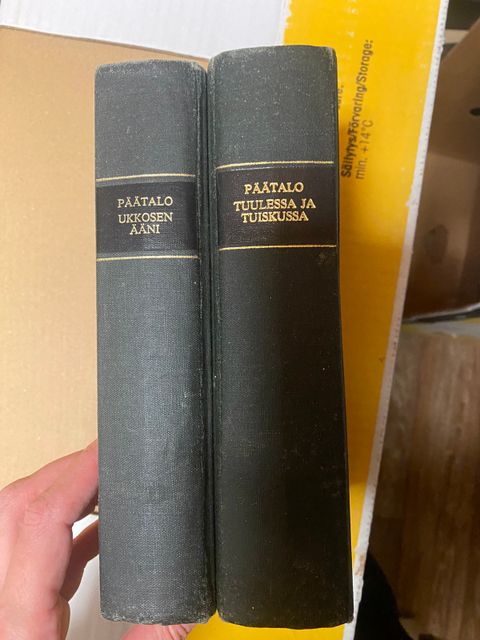 PÄÄTALO
UKKOSEN
ÄÄNI
PÄÄTALO
TUULESSA JA
TUISKUSSA
Säilytys/Förvaring/Storage:
min. +14°C